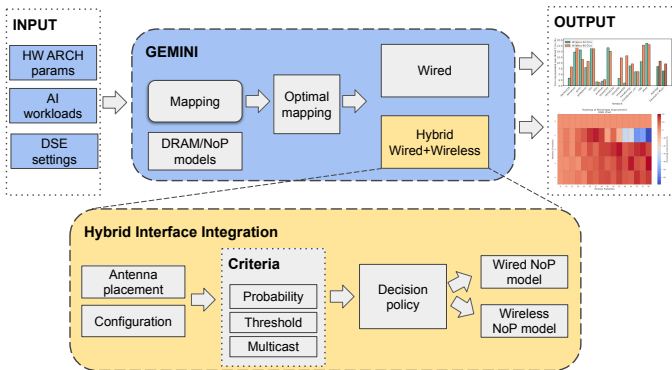 INPUT
HW ARCH
params
AI
workloads
DSE
settings
GEMINI
Mapping
DRAM/NoP
models
Optimal
mapping
Wired
Hybrid
Wired+Wireless
OUTPUT
Hybrid Interface Integration
Antenna
placement
Configuration
Criteria
Probability
Threshold
Multicast
Decision
policy
Wired NoP
model
Wireless
NoP model